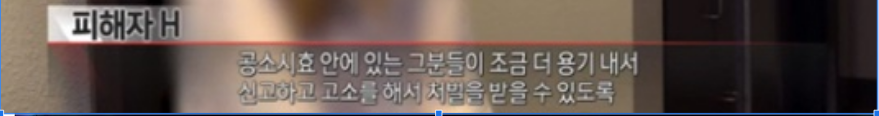 피해자 H
공소시효 안에 있는 그분들이 조금 더 용기 내서
신고하고 고소를 해서 처벌을 받을 수 있도록